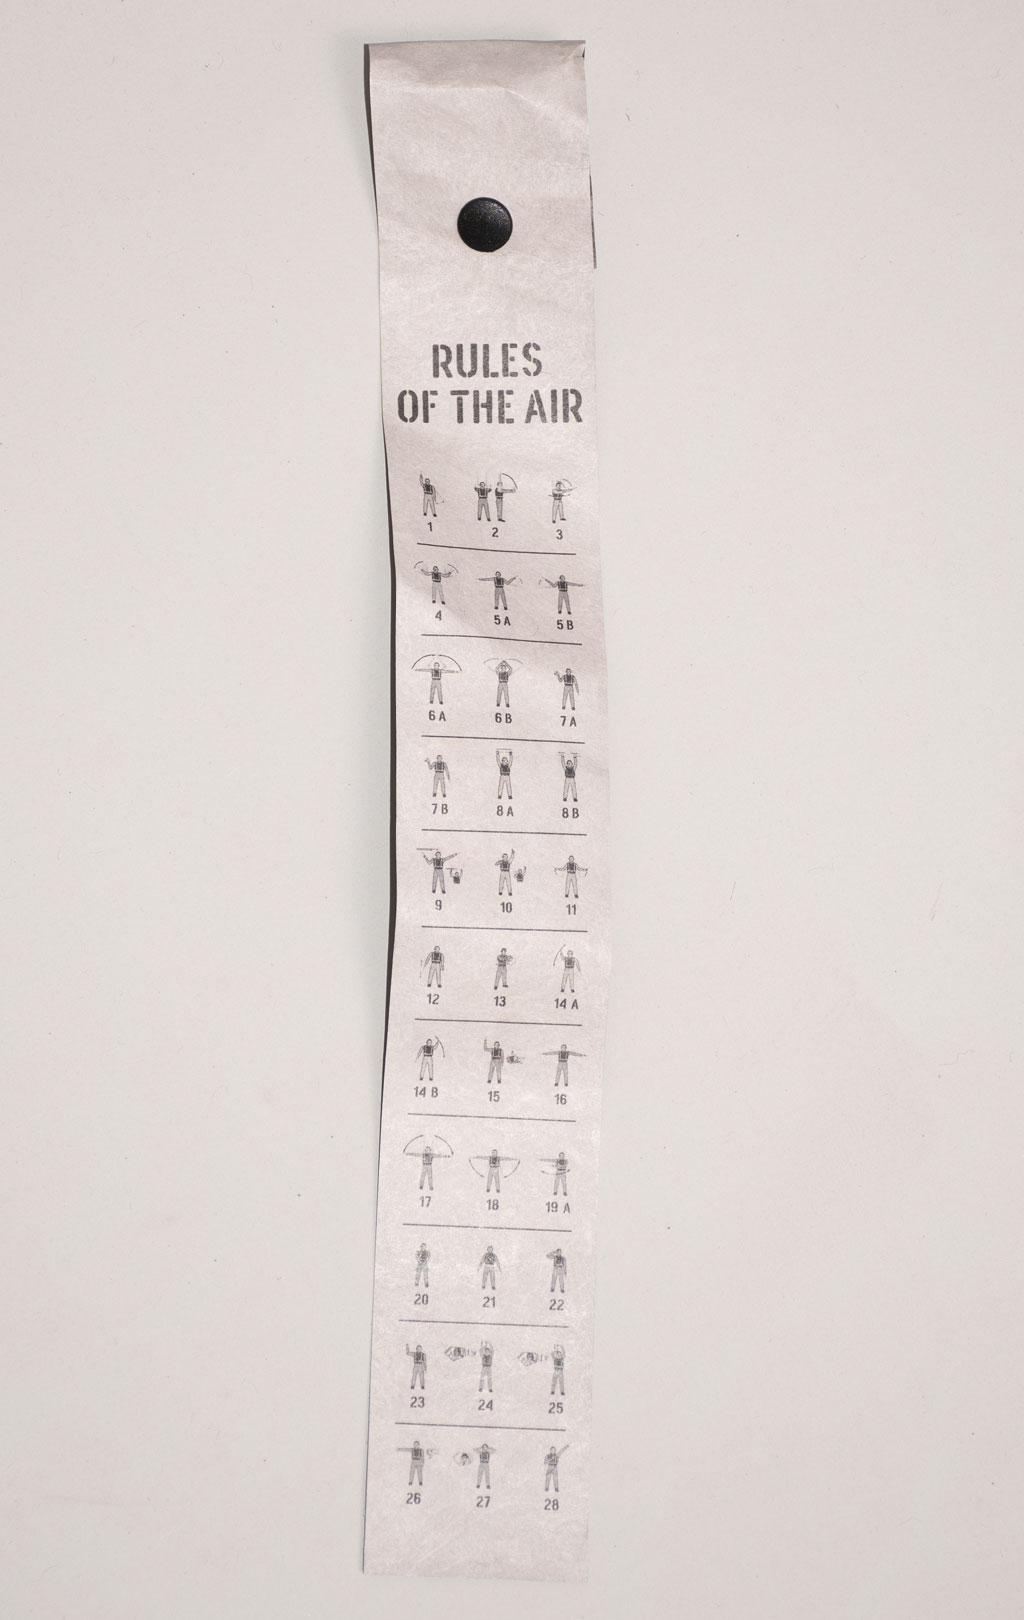 RULES
OF THE AIR
1 2 3
4 5 A 5 B
6 A 6 B 7 A
7 B 8 A 8 B
9 10 11
12 13 14 A
14 B 15 16
17 18 19 A
20 21 22
23 24 25
26 27 28